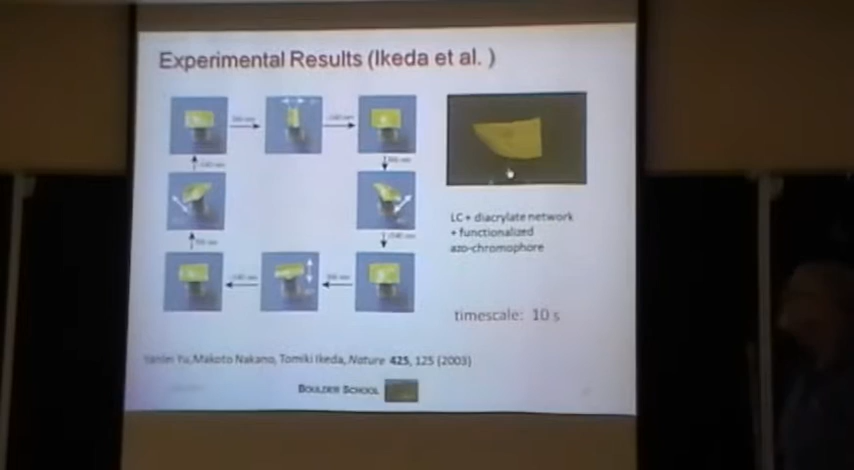 Experimental Results (Ikeda et al. )
LC + diacrylate network
+ functionalized
azo-chromophore
timescale: 10 s
Yanlei Yu, Makoto Nakano, Tomiki Ikeda, Nature 425, 125 (2003)
BOULDER SCHOOL